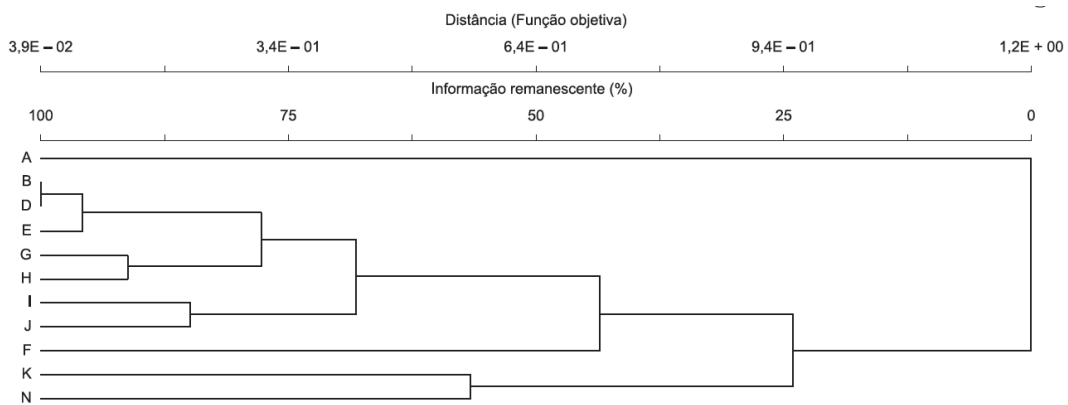 Distância (Função objetiva)
3,9E – 02 3,4E – 01 6,4E – 01 9,4E – 01 1,2E + 00
Informação remanescente (%)
100 75 50 25 0
A
B
D
E
G
H
I
J
F
K
N